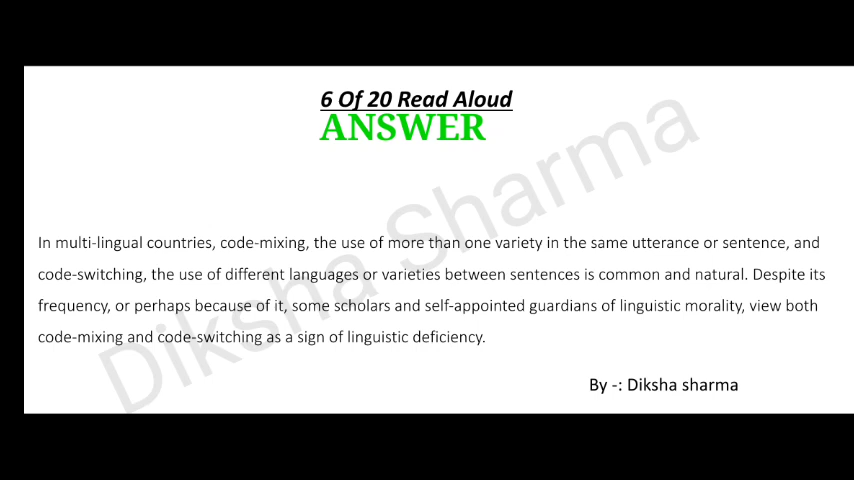 6 Of 20 Read Aloud
ANSWER
In multi-lingual countries, code-mixing, the use of more than one variety in the same utterance or sentence, and
code-switching, the use of different languages or varieties between sentences is common and natural. Despite its
frequency, or perhaps because of it, some scholars and self-appointed guardians of linguistic morality, view both
code-mixing and code-switching as a sign of linguistic deficiency.
By -: Diksha sharma
Diksha Sharma